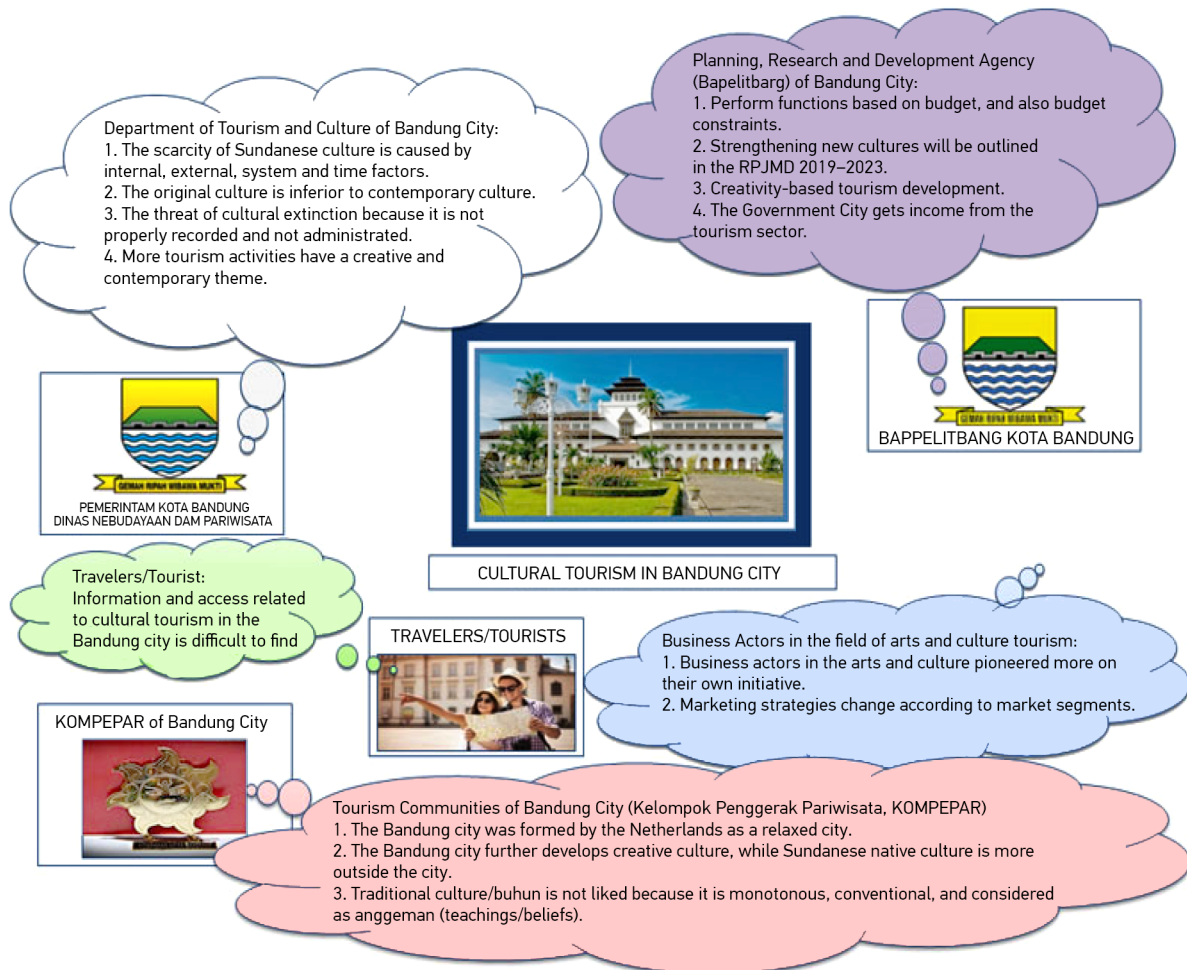 Department of Tourism and Culture of Bandung City:
1. The scarcity of Sundanese culture is caused by
internal, external, system and time factors.
2. The original culture is inferior to contemporary culture.
3. The threat of cultural extinction because it is not
properly recorded and not administrated.
4. More tourism activities have a creative and
contemporary theme.
Planning, Research and Development Agency
(Bapelitbarg) of Bandung City:
1. Perform functions based on budget, and also budget
constraints.
2. Strengthening new cultures will be outlined
in the RPJMD 2019–2023.
3. Creativity-based tourism development.
4. The Government City gets income from the
tourism sector.
GEMAH RIPAH WIBAWA MUKTI
PEMERINTAM KOTA BANDUNG
DINAS NEBUDAYAAN DAM PARIWISATA
GEMAH RIPAH WIBAWA MUKTI
BAPPELITBANG KOTA BANDUNG
CULTURAL TOURISM IN BANDUNG CITY
Travelers/Tourist:
Information and access related
to cultural tourism in the
Bandung city is difficult to find
TRAVELERS/TOURISTS
Business Actors in the field of arts and culture tourism:
1. Business actors in the arts and culture pioneered more on
their own initiative.
2. Marketing strategies change according to market segments.
KOMPEPAR of Bandung City
Tourism Communities of Bandung City (Kelompok Penggerak Pariwisata, KOMPEPAR)
1. The Bandung city was formed by the Netherlands as a relaxed city.
2. The Bandung city further develops creative culture, while Sundanese native culture is more
outside the city.
3. Traditional culture/buhun is not liked because it is monotonous, conventional, and considered
as anggeman (teachings/beliefs).